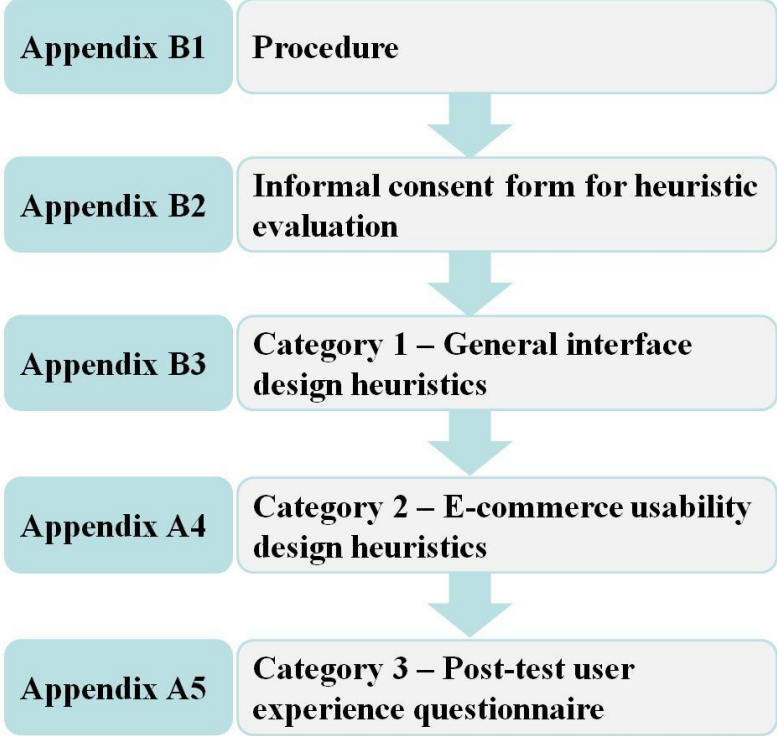 Appendix B1
Procedure
Appendix B2
Informal consent form for heuristic
evaluation
Appendix B3
Category 1 – General interface
design heuristics
Appendix A4
Category 2 – E-commerce usability
design heuristics
Appendix A5
Category 3 – Post-test user
experience questionnaire